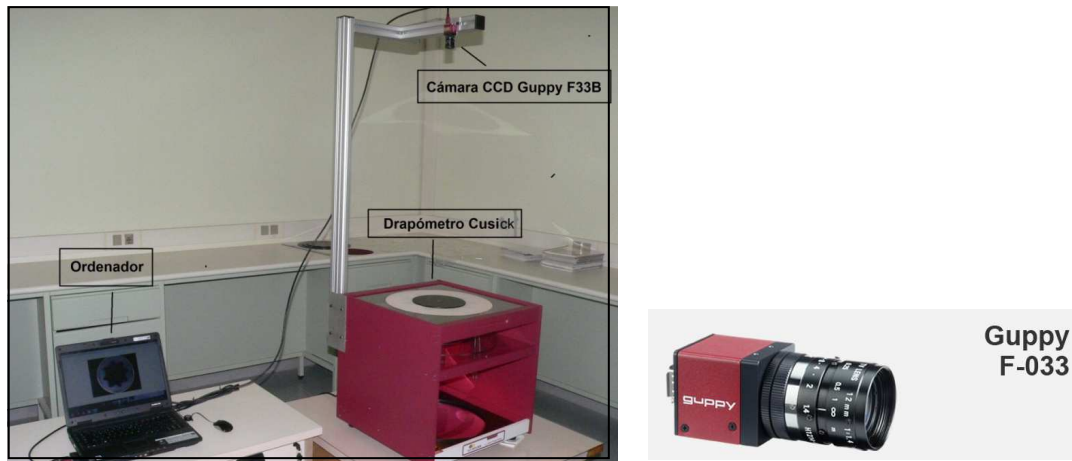 Cámara CCD Guppy F33B
Drapómetro Cusick
Ordenador
Guppy
F-033
guppy